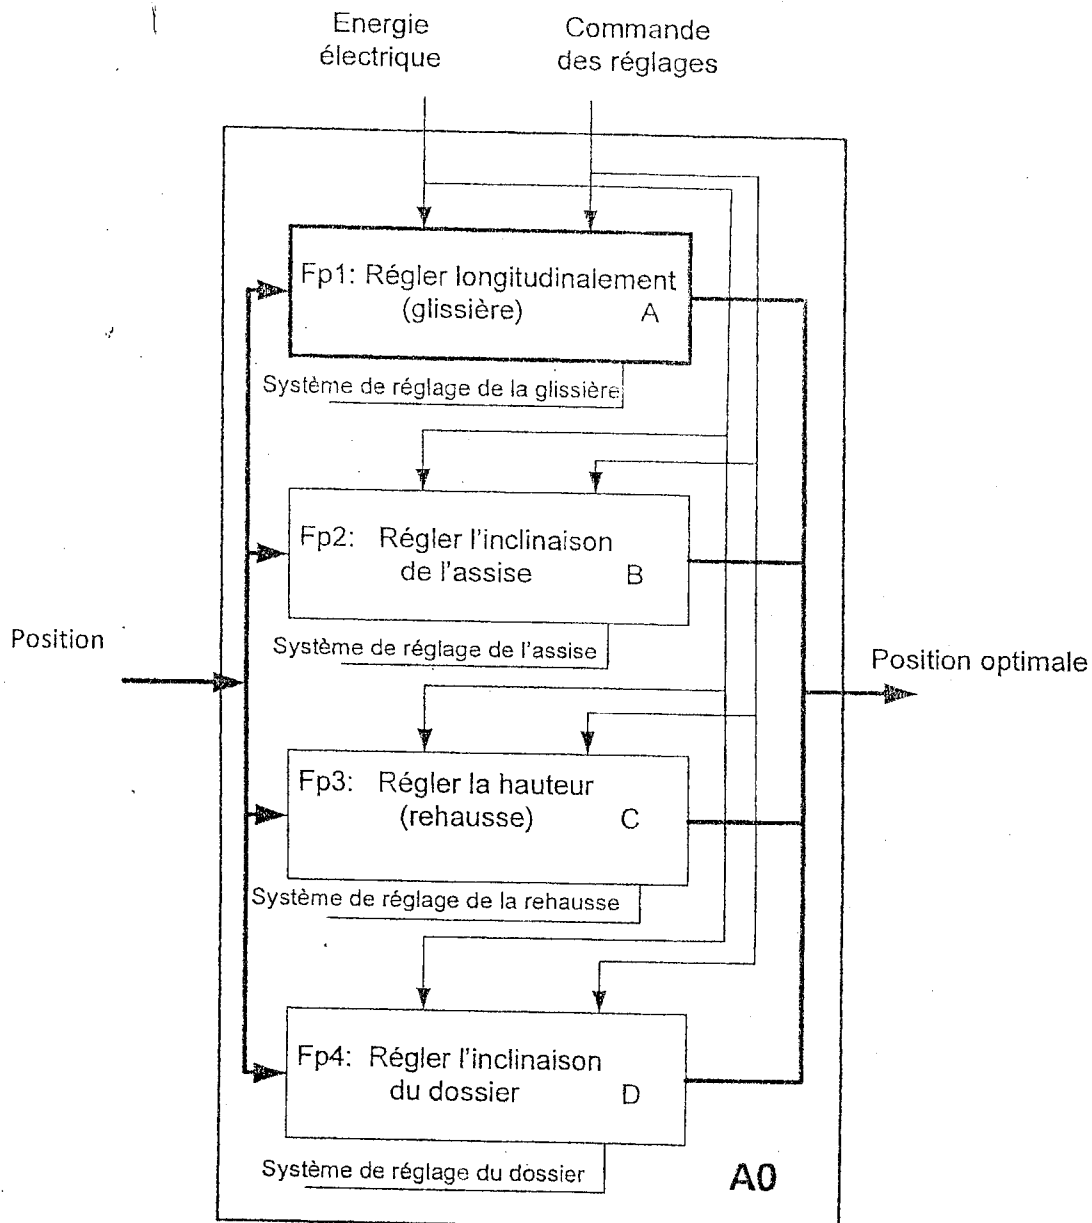 Energie
électrique
Commande
des réglages
Fp1: Régler longitudinalement
(glissière) A
Système de réglage de la glissière
Fp2: Régler l'inclinaison
de l'assise B
Système de réglage de l'assise
Position
Position optimale
Fp3: Régler la hauteur
(rehausse) C
Système de réglage de la rehausse
Fp4: Régler l'inclinaison
du dossier D
Système de réglage du dossier
A0